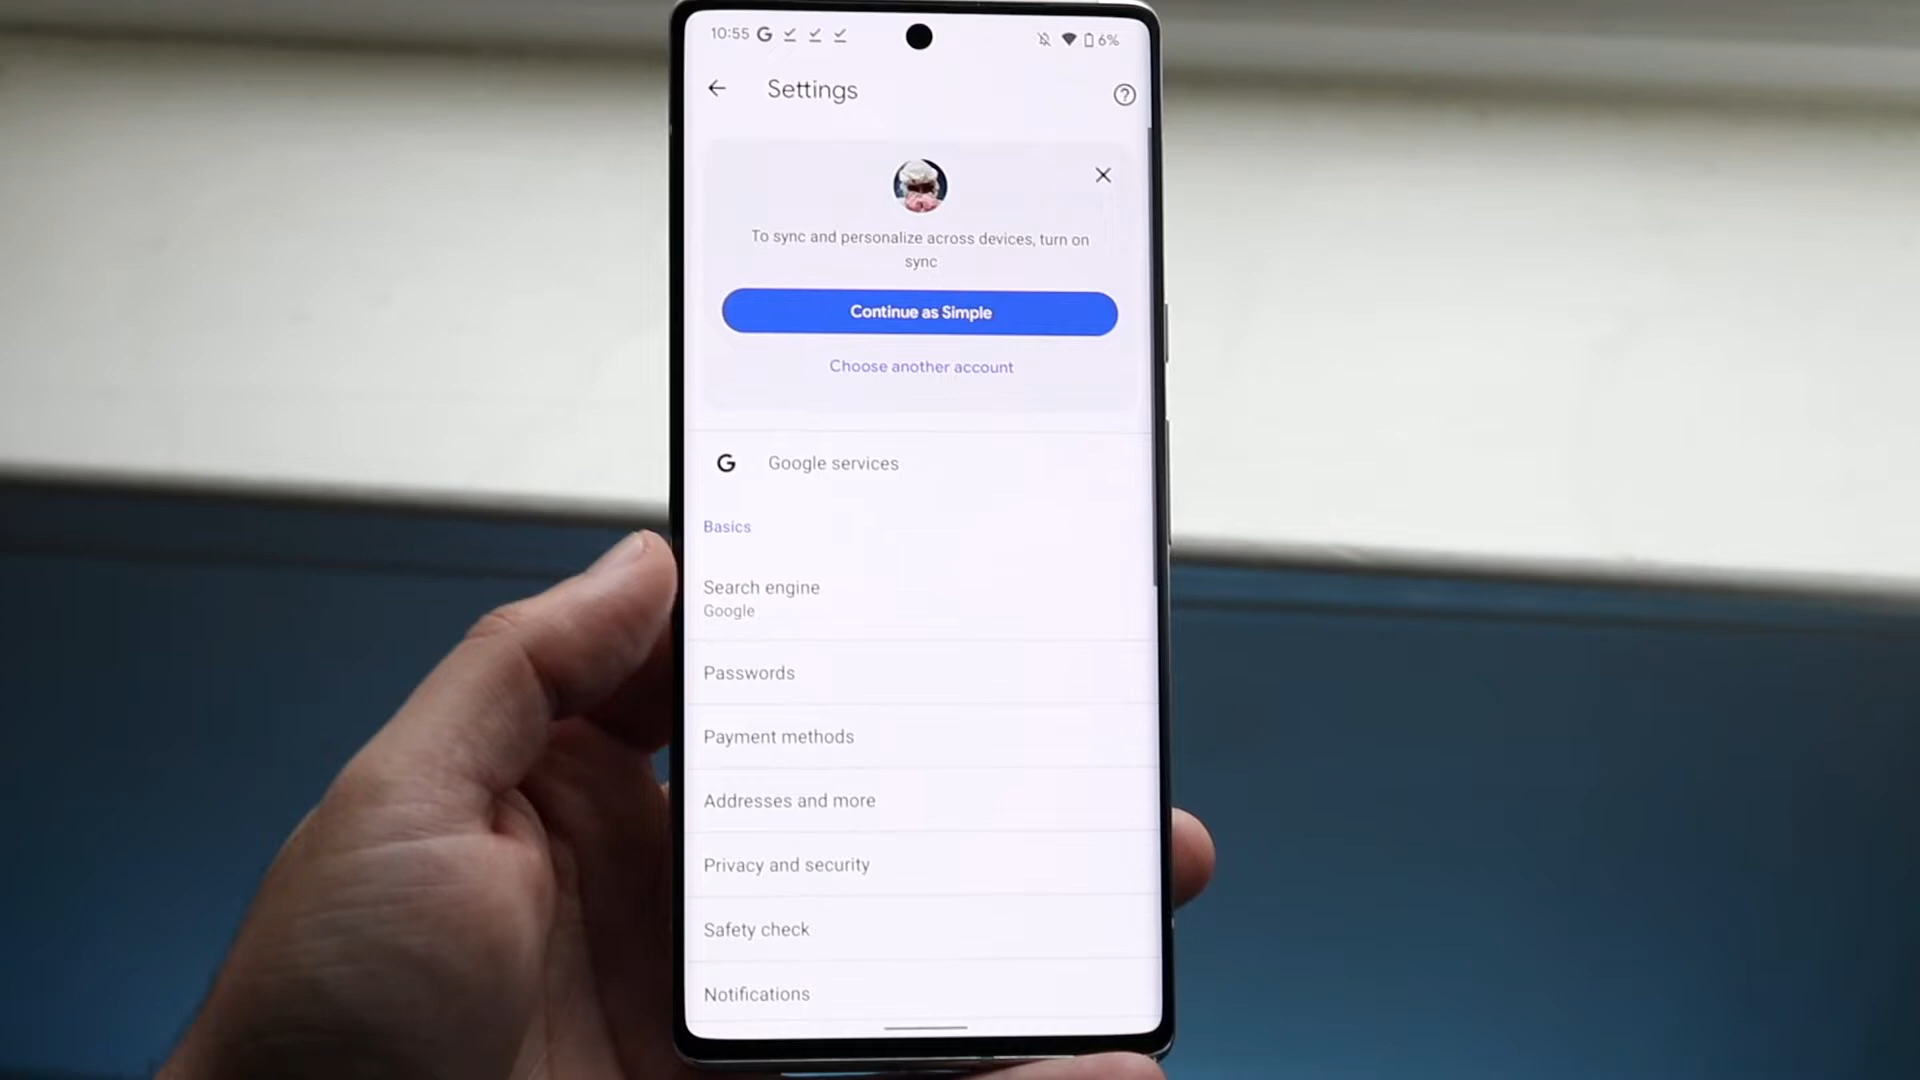 10:55 G 6%
Settings
To sync and personalize across devices, turn on
sync
Continue as Simple
Choose another account
G Google services
Basics
Search engine
Google
Passwords
Payment methods
Addresses and more
Privacy and security
Safety check
Notifications